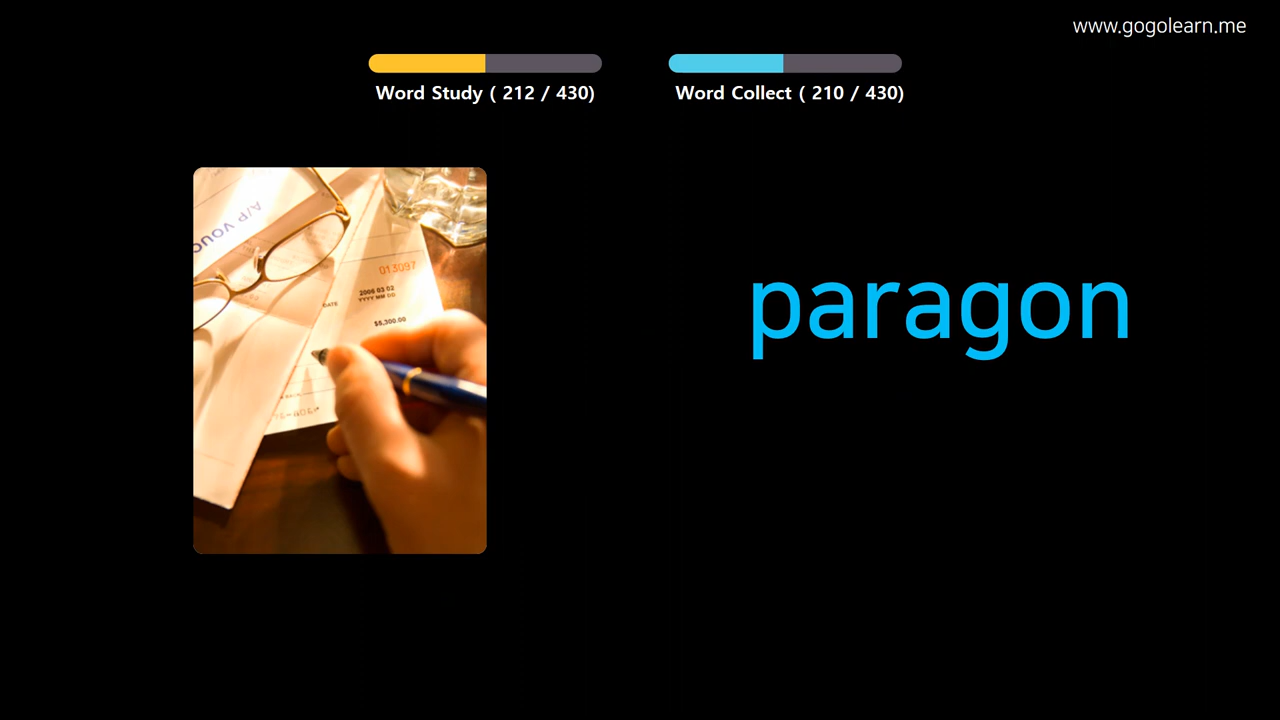 www.gogolearn.me
Word Study ( 212 / 430)
Word Collect ( 210 / 430)
A/P VOUC
013097
2006 03 02
YYYY MM DD
DATE
$5,300.00
paragon